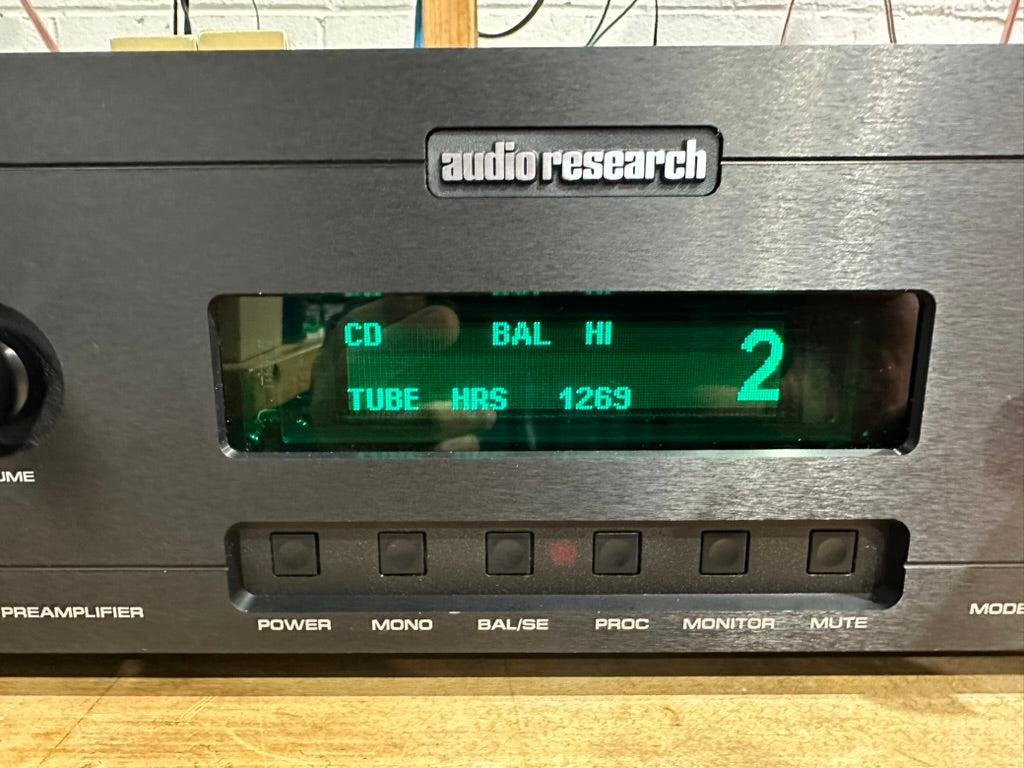 audio research
CD BAL HI 2
TUBE HRS 1269
UME
PREAMPLIFIER
POWER MONO BAL/SE PROC MONITOR MUTE
MODE